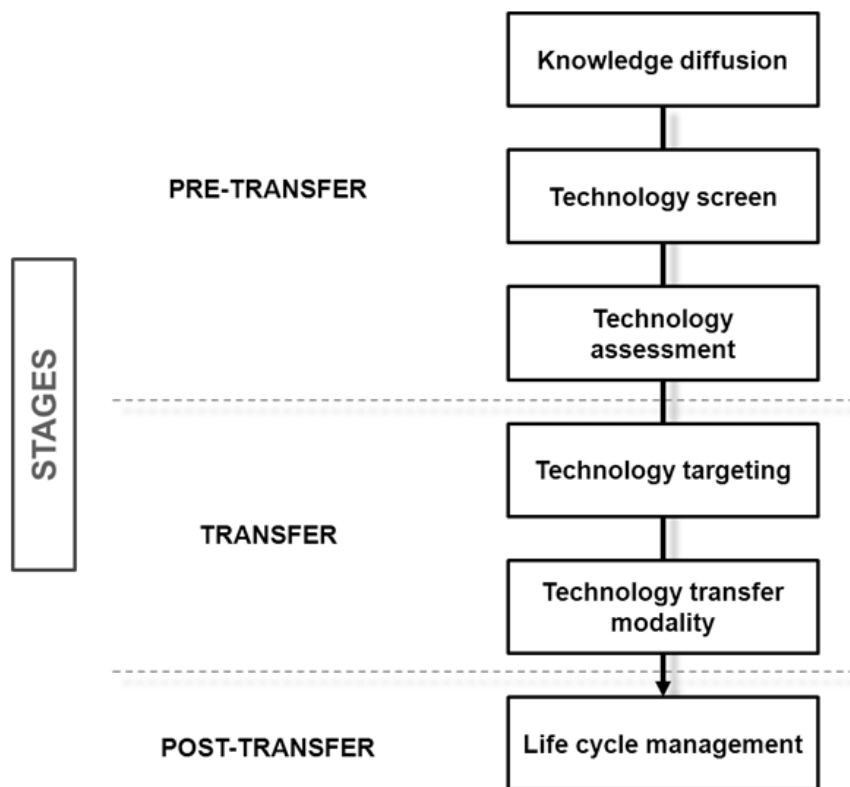 Knowledge diffusion
PRE-TRANSFER
Technology screen
Technology
assessment
STAGES
Technology targeting
TRANSFER
Technology transfer
modality
POST-TRANSFER
Life cycle management